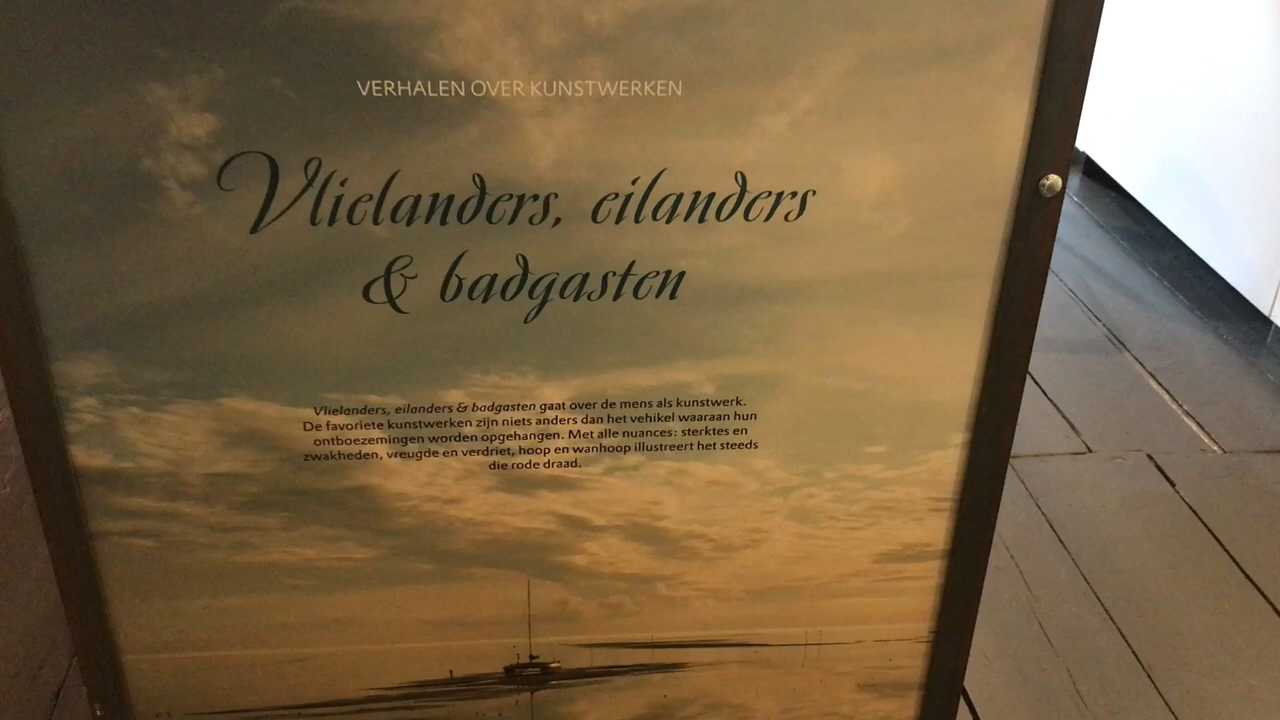 VERHALEN OVER KUNSTWERKEN
Vlielanders, eilanders
& badgasten
Vlielanders, eilanders & badgasten gaat over de mens als kunstwerk.
De favoriete kunstwerken zijn niets anders dan het vehikel waaraan hun
ontboezemingen worden opgehangen. Met alle nuances: sterktes en
zwakheden, vreugde en verdriet, hoop en wanhoop illustreert het steeds
die rode draad.